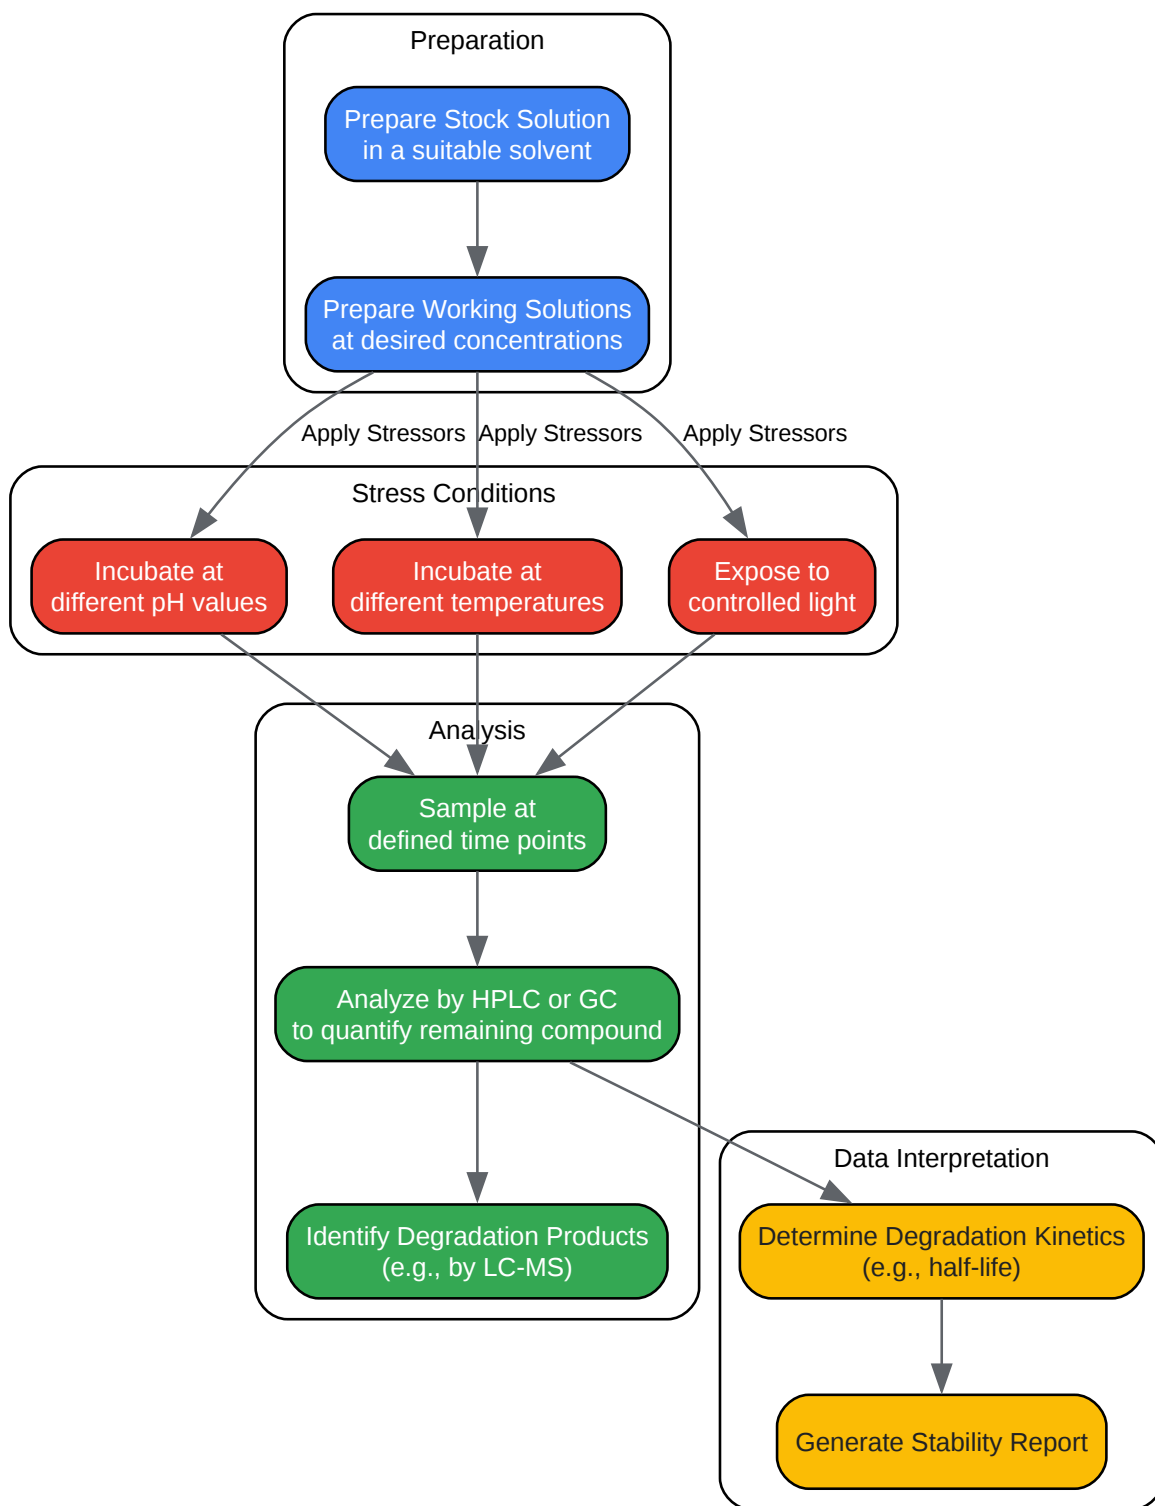 Preparation
Prepare Stock Solution
in a suitable solvent
Prepare Working Solutions
at desired concentrations
Apply Stressors
Apply Stressors
Apply Stressors
Stress Conditions
Incubate at
different pH values
Incubate at
different temperatures
Expose to
controlled light
Analysis
Sample at
defined time points
Analyze by HPLC or GC
to quantify remaining compound
Identify Degradation Products
(e.g., by LC-MS)
Data Interpretation
Determine Degradation Kinetics
(e.g., half-life)
Generate Stability Report